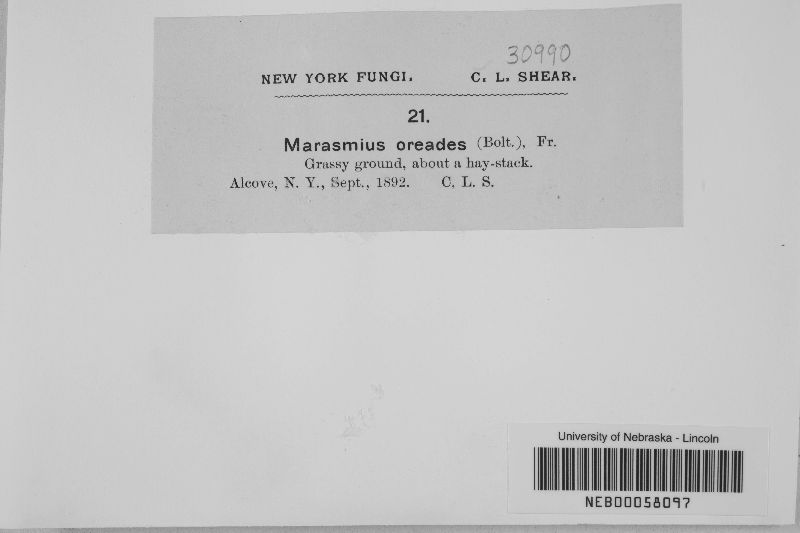 30990
NEW YORK FUNGI. C. L. SHEAR.
21.
Marasmius oreades (Bolt.), Fr.
Grassy ground, about a hay-stack.
Alcove, N. Y., Sept., 1892. C. L. S.
University of Nebraska - Lincoln
NEB00058097